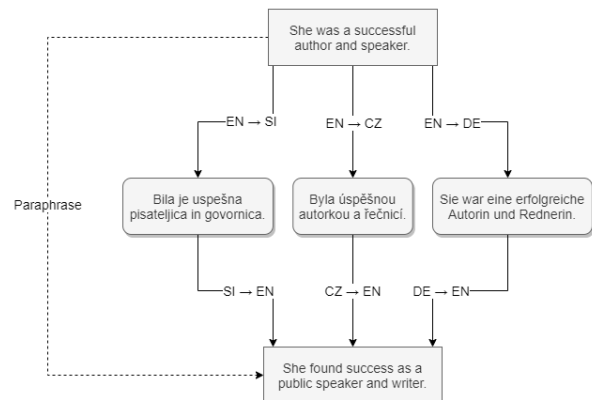 She was a successful
author and speaker.
EN → SI
EN → CZ
EN → DE
Bila je uspešna
pisateljica in govornica.
Byla úspěšnou
autorkou a řečnicí.
Sie war eine erfolgreiche
Autorin und Rednerin.
Paraphrase
SI → EN
CZ → EN
DE → EN
She found success as a
public speaker and writer.